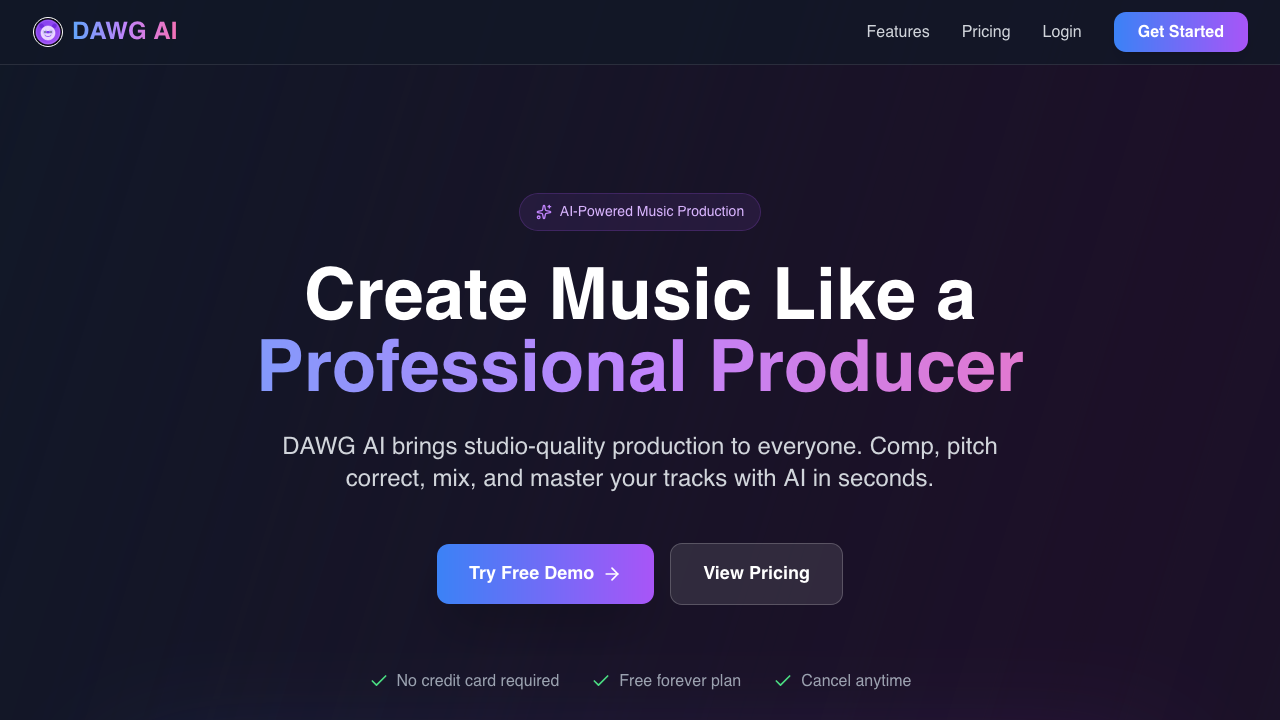 DAWG AI
Features
Pricing
Login
Get Started
AI-Powered Music Production
Create Music Like a
Professional Producer
DAWG AI brings studio-quality production to everyone. Comp, pitch
correct, mix, and master your tracks with AI in seconds.
Try Free Demo
View Pricing
No credit card required
Free forever plan
Cancel anytime